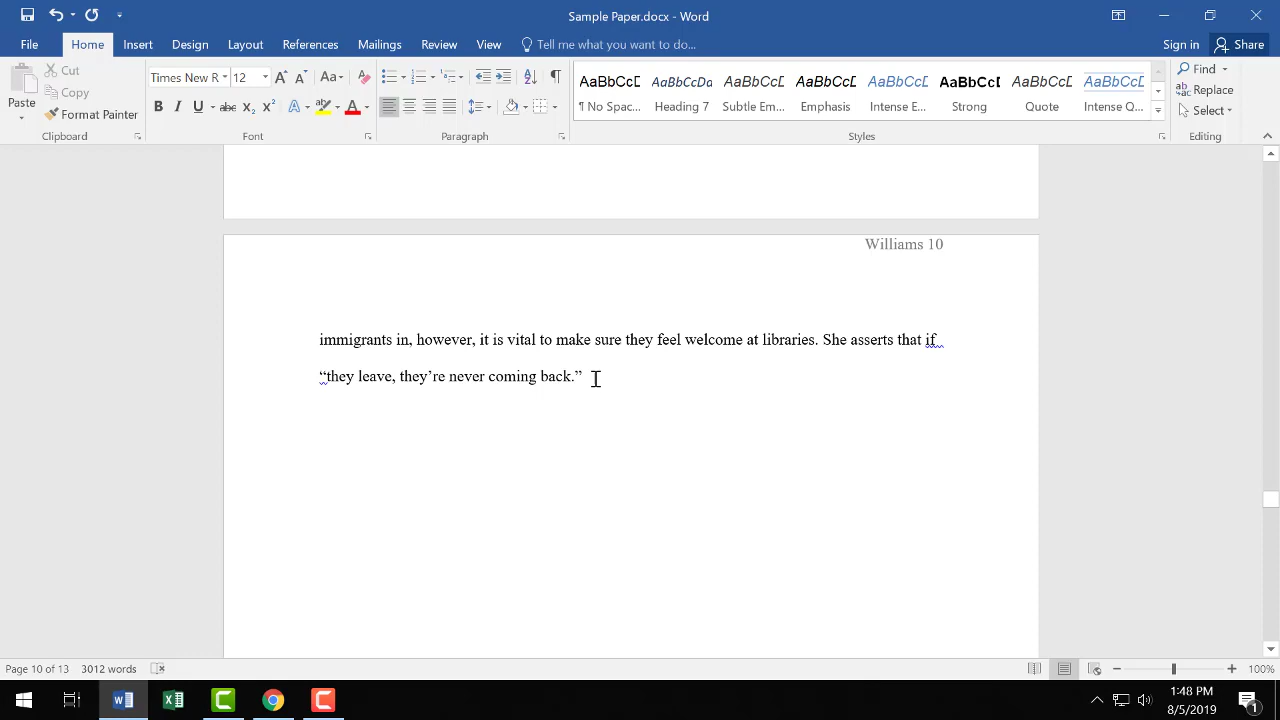 Sample Paper.docx - Word
File Home Insert Design Layout References Mailings Review View Tell me what you want to do... Sign in Share
Paste
Cut
Copy
Format Painter
Clipboard
Times New R 12
Font
Paragraph
AaBbCcD AaBbCcDa AaBbCcD AaBbCcD AaBbCcD AaBbCcD AaBbCcD AaBbCcD
¶ No Spac... Heading 7 Subtle Em... Emphasis Intense E... Strong Quote Intense Q...
Styles
Find
Replace
Select
Editing
Williams 10
immigrants in, however, it is vital to make sure they feel welcome at libraries. She asserts that if
“they leave, they’re never coming back.”
Page 10 of 13 3012 words 100%
1:48 PM
8/5/2019
1